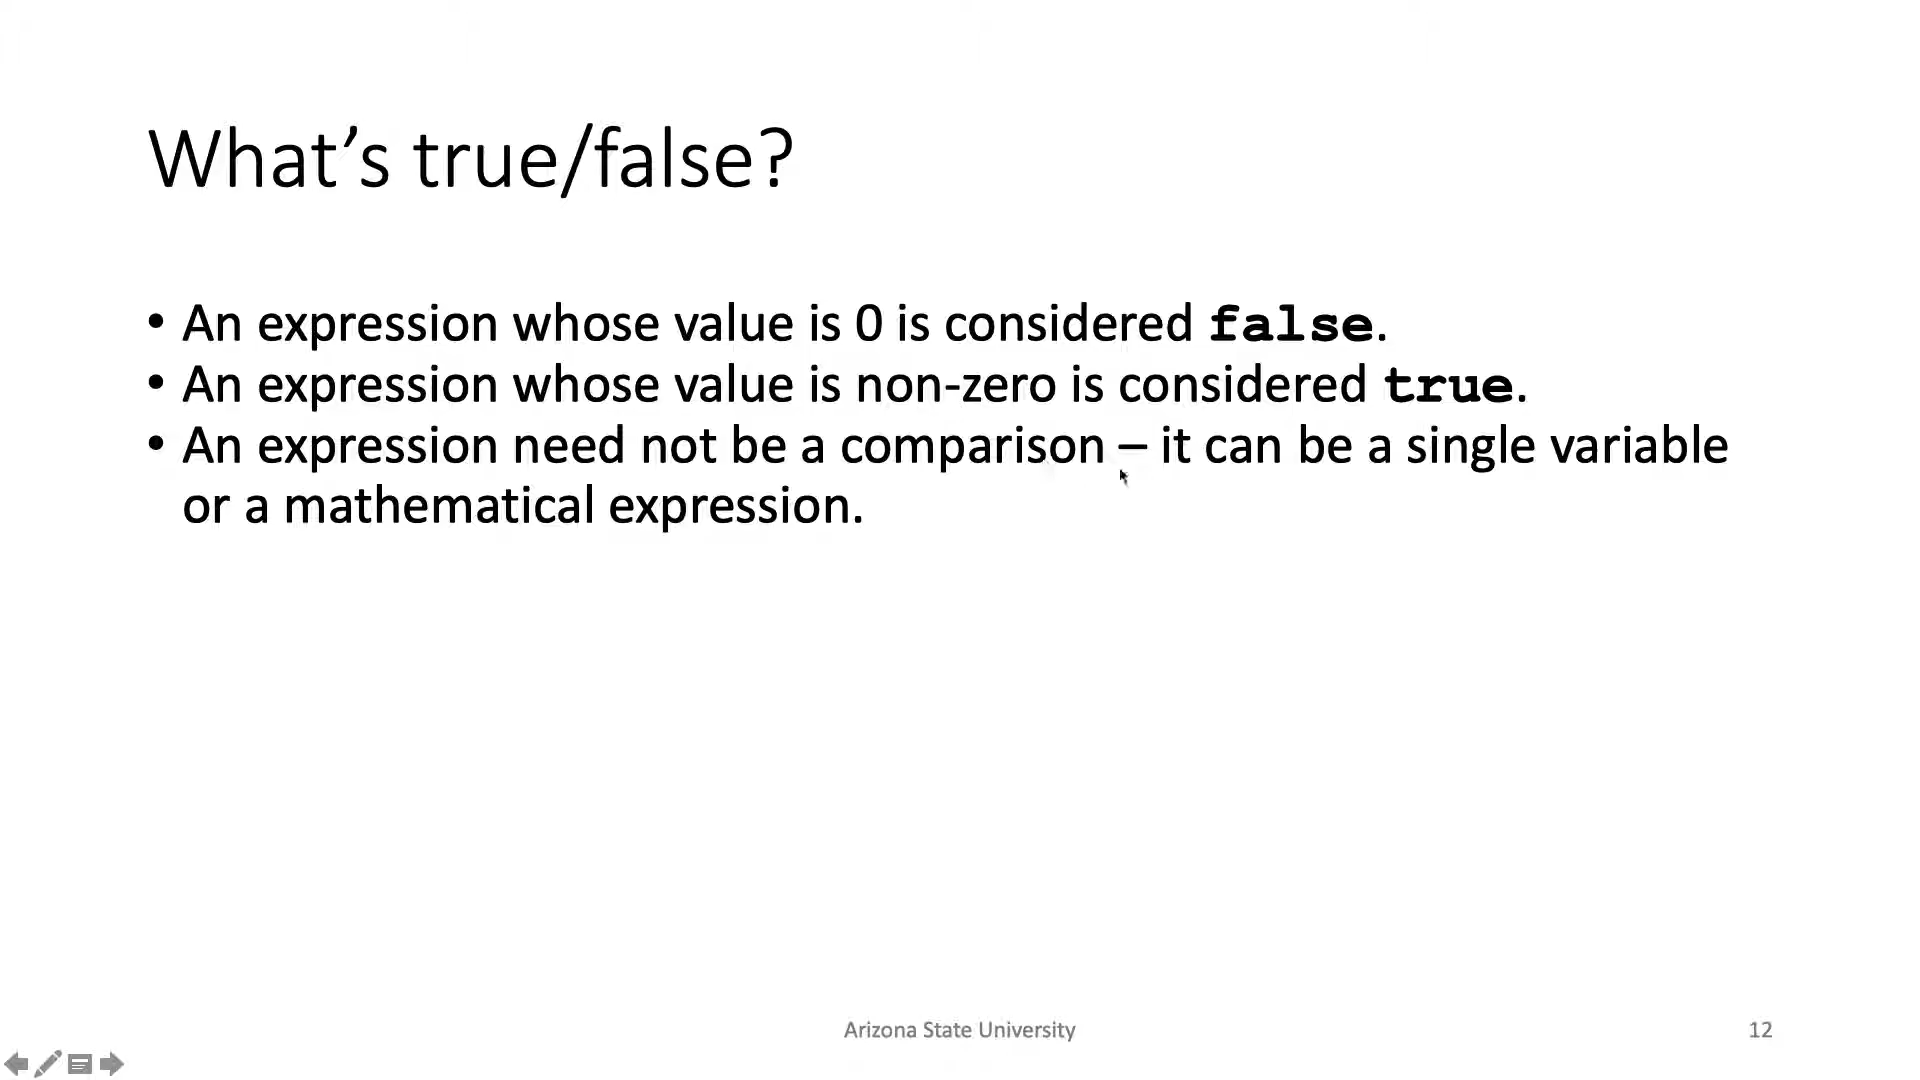 What’s true/false?
• An expression whose value is 0 is considered false.
• An expression whose value is non-zero is considered true.
• An expression need not be a comparison – it can be a single variable
or a mathematical expression.
Arizona State University
12